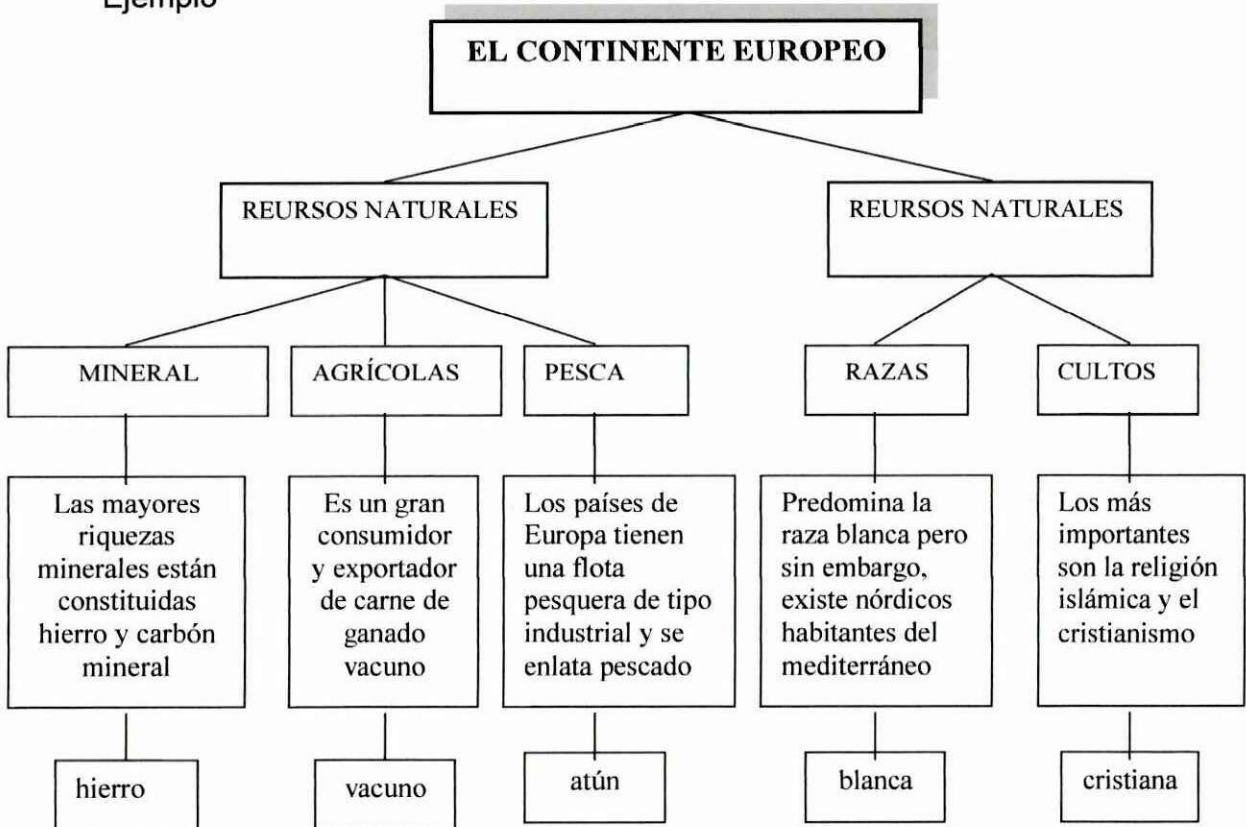 Ejemplo
EL CONTINENTE EUROPEO
REURSOS NATURALES
REURSOS NATURALES
MINERAL
AGRÍCOLAS
PESCA
RAZAS
CULTOS
Las mayores
riquezas
minerales están
constituidas
hierro y carbón
mineral
Es un gran
consumidor
y exportador
de carne de
ganado
vacuno
Los países de
Europa tienen
una flota
pesquera de tipo
industrial y se
enlata pescado
Predomina la
raza blanca pero
sin embargo,
existe nórdicos
habitantes del
mediterráneo
Los más
importantes
son la religión
islámica y el
cristianismo
hierro
vacuno
atún
blanca
cristiana